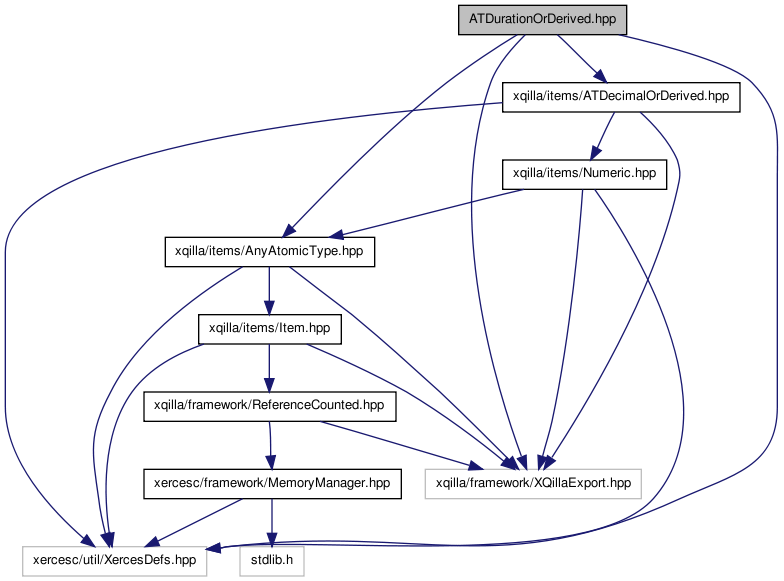 ATDurationOrDerived.hpp
xqilla/items/ATDecimalOrDerived.hpp
xqilla/items/Numeric.hpp
xqilla/items/AnyAtomicType.hpp
xqilla/items/Item.hpp
xqilla/framework/ReferenceCounted.hpp
xercesc/framework/MemoryManager.hpp
xqilla/framework/XQillaExport.hpp
xercesc/util/XercesDefs.hpp
stdlib.h